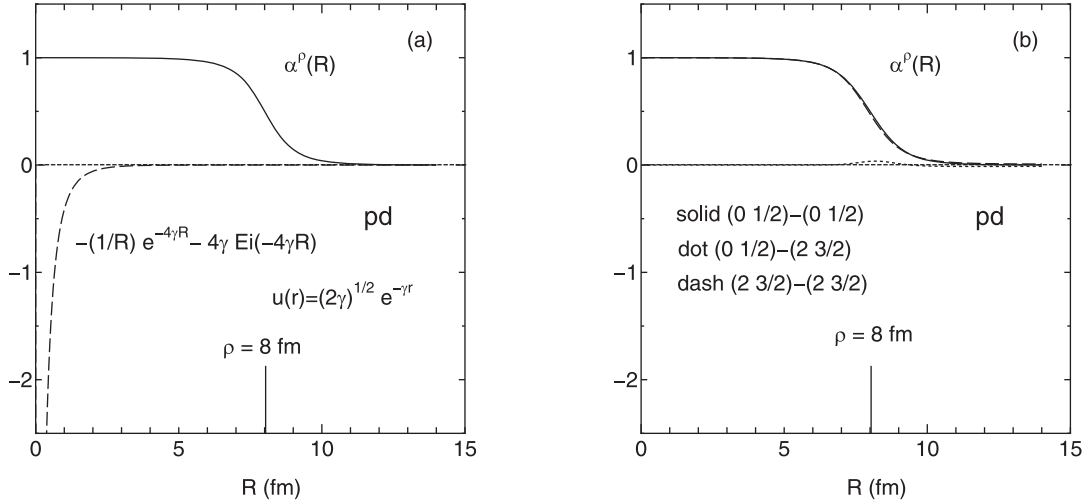 (a)
1
α^ρ(R)
0
pd
−(1/R) e^{−4γR}− 4γ Ei(−4γR)
−1
u(r)=(2γ)^{1/2} e^{−γr}
ρ = 8 fm
−2
0 5 10 15
R (fm)
(b)
1
α^ρ(R)
0
solid (0 1/2)−(0 1/2)
pd
dot (0 1/2)−(2 3/2)
−1
dash (2 3/2)−(2 3/2)
ρ = 8 fm
−2
0 5 10 15
R (fm)